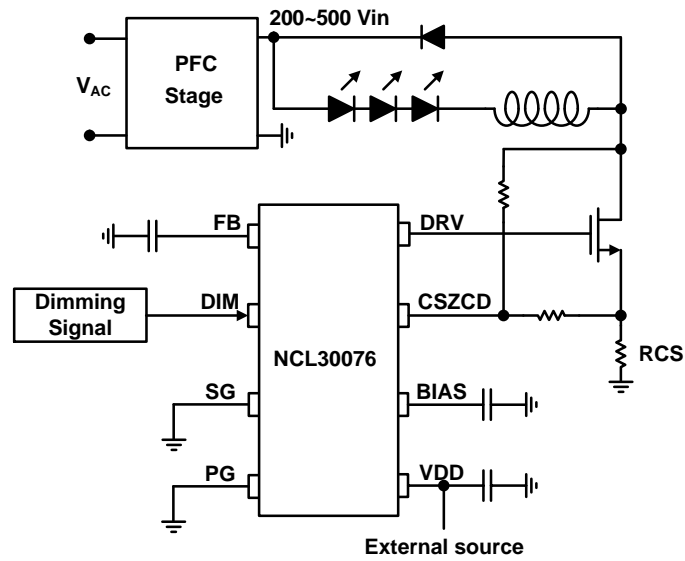 200~500 Vin
PFC
Stage
VAC
FB
DRV
Dimming
Signal
DIM
CSZCD
NCL30076
RCS
SG
BIAS
PG
VDD
External source